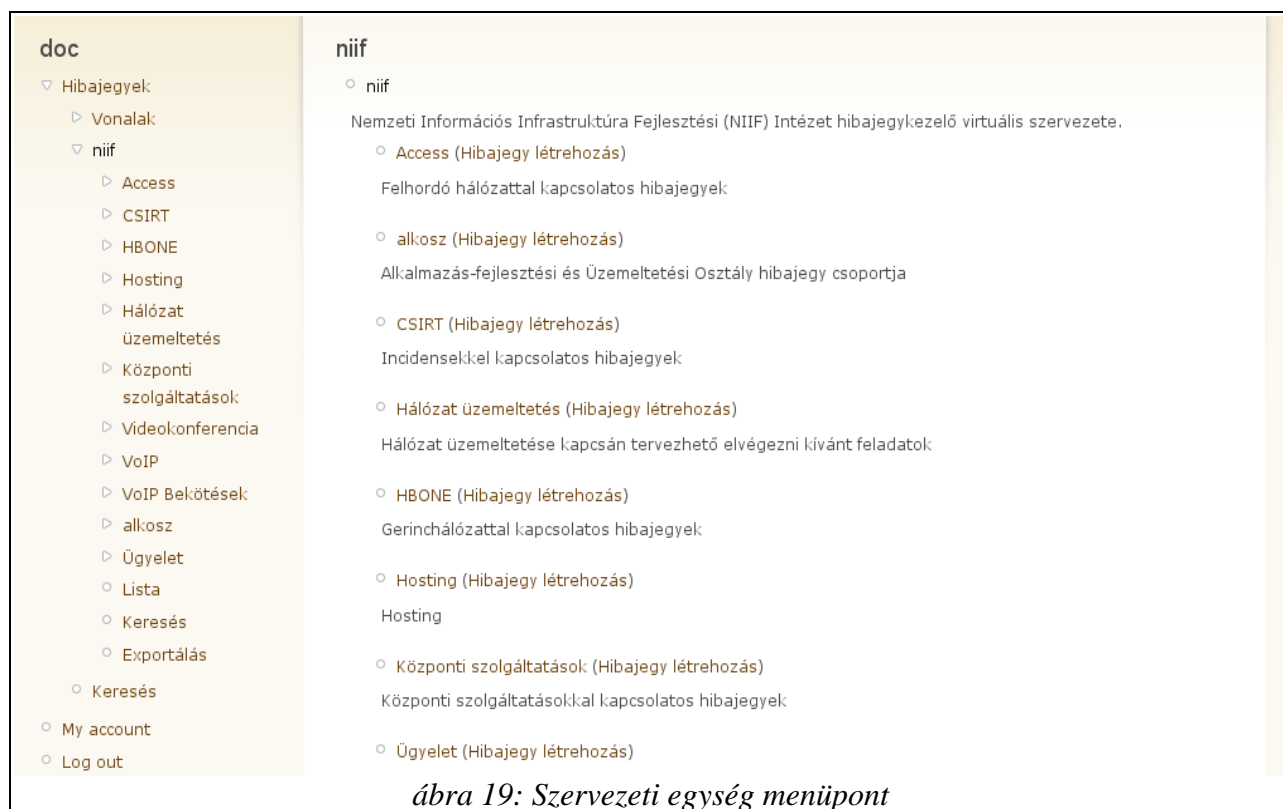 doc
Hibajegyek
Vonalak
niif
Access
CSIRT
HBONE
Hosting
Hálózat
üzemeltetés
Központi
szolgáltatások
Videokonferencia
VoIP
VoIP Bekötések
alkosz
Ügyelet
Lista
Keresés
Exportálás
Keresés
My account
Log out
niif
niif
Nemzeti Információs Infrastruktúra Fejlesztési (NIIF) Intézet hibajegykezelő virtuális szervezete.
Access (Hibajegy létrehozás)
Felhordó hálózattal kapcsolatos hibajegyek
alkosz (Hibajegy létrehozás)
Alkalmazás-fejlesztési és Üzemeltetési Osztály hibajegy csoportja
CSIRT (Hibajegy létrehozás)
Incidensekkel kapcsolatos hibajegyek
Hálózat üzemeltetés (Hibajegy létrehozás)
Hálózat üzemeltetése kapcsán tervezhető elvégezni kívánt feladatok
HBONE (Hibajegy létrehozás)
Gerinchálózattal kapcsolatos hibajegyek
Hosting (Hibajegy létrehozás)
Hosting
Központi szolgáltatások (Hibajegy létrehozás)
Központi szolgáltatásokkal kapcsolatos hibajegyek
Ügyelet (Hibajegy létrehozás)
ábra 19: Szervezeti egység menüpont